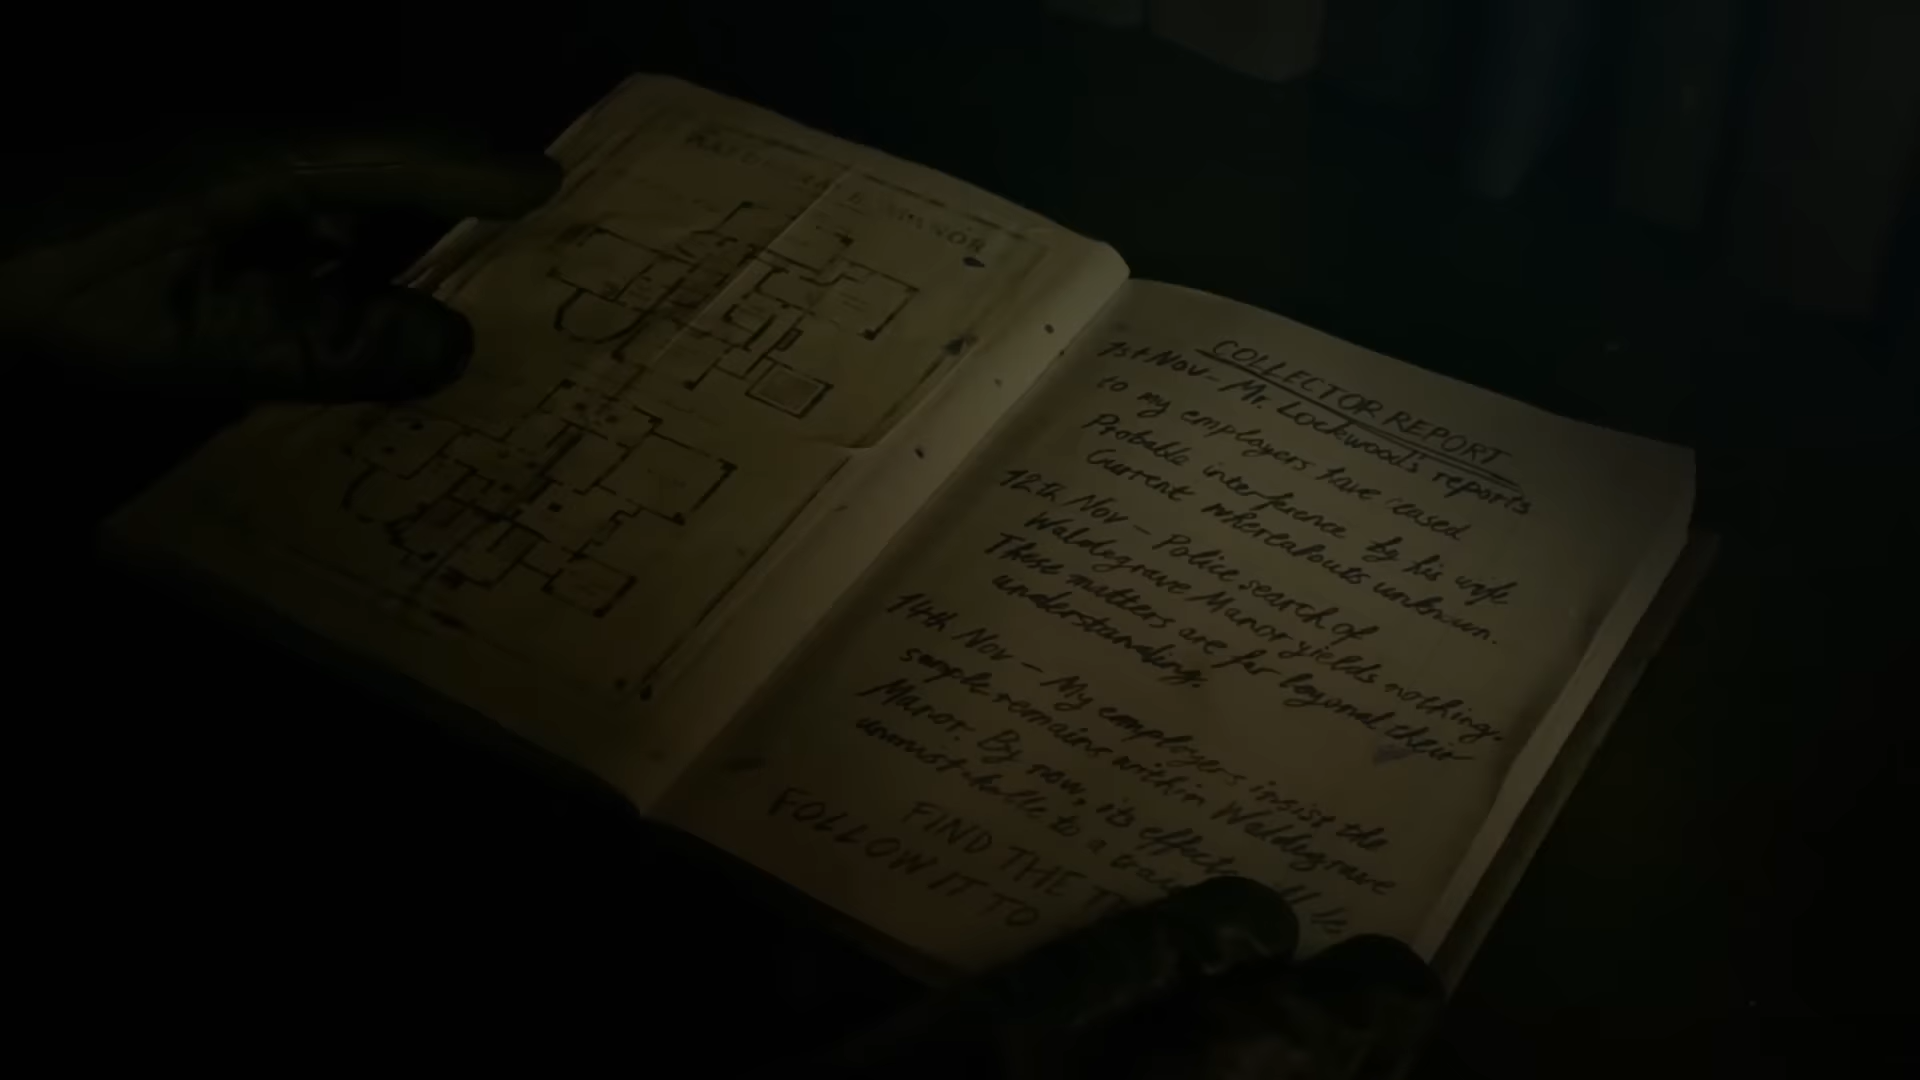 MANOR
COLLECTOR REPORT
1st Nov - Mr. Lockwood's reports
to my employers have ceased
Probable interference by his wife
Current whereabouts unknown.
12th Nov - Police search of
Waldegrave Manor yields nothing.
These matters are far beyond their
understanding.
14th Nov - My employers insist the
sample remains within Waldegrave
Manor. By now, its effects will be
unmistakable to a
FIND THE
FOLLOW IT TO